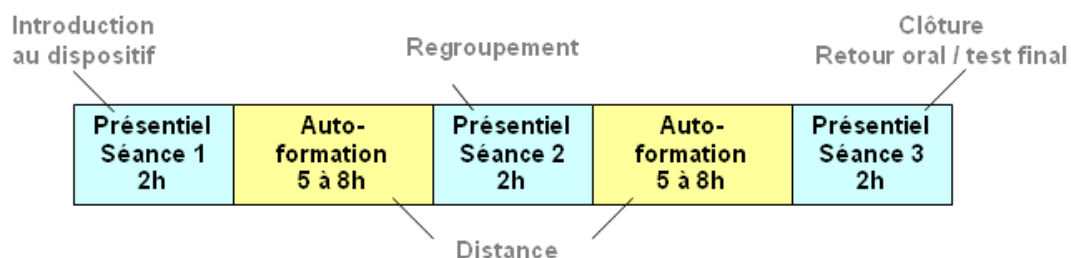 Introduction
au dispositif
Regroupement
Clôture
Retour oral / test final
Présentiel
Séance 1
2h
Auto-
formation
5 à 8h
Présentiel
Séance 2
2h
Auto-
formation
5 à 8h
Présentiel
Séance 3
2h
Distance